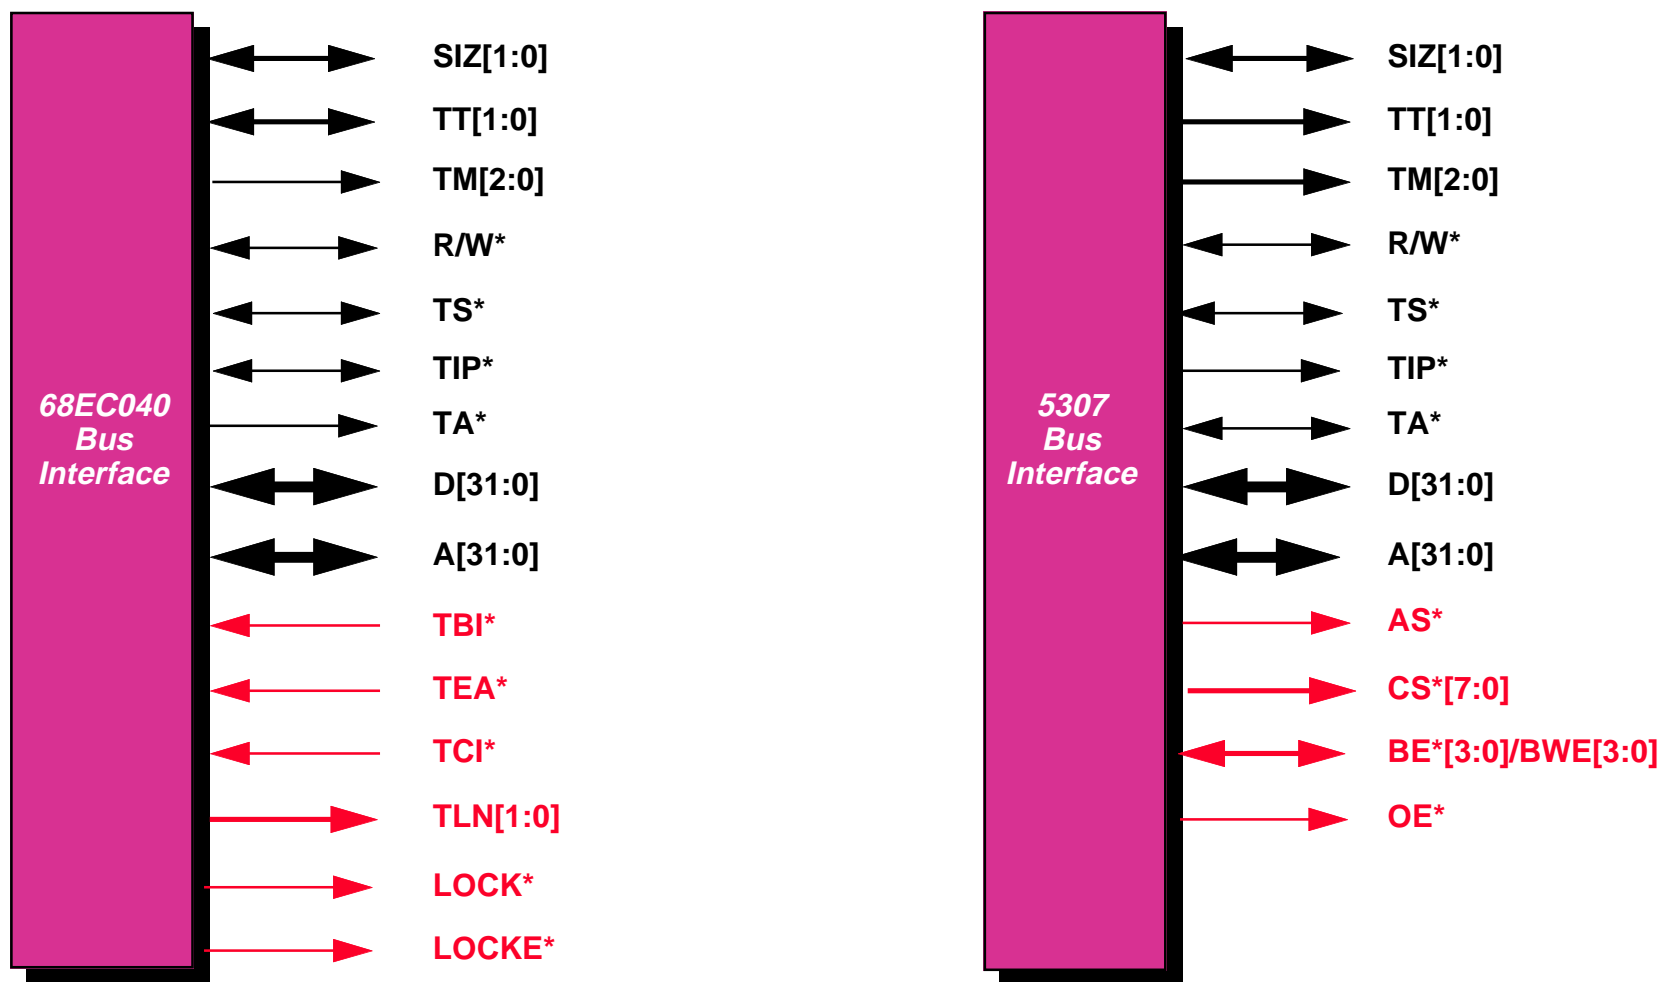 68EC040
Bus
Interface
SIZ[1:0]
TT[1:0]
TM[2:0]
R/W*
TS*
TIP*
TA*
D[31:0]
A[31:0]
TBI*
TEA*
TCI*
TLN[1:0]
LOCK*
LOCKE*
5307
Bus
Interface
SIZ[1:0]
TT[1:0]
TM[2:0]
R/W*
TS*
TIP*
TA*
D[31:0]
A[31:0]
AS*
CS*[7:0]
BE*[3:0]/BWE[3:0]
OE*